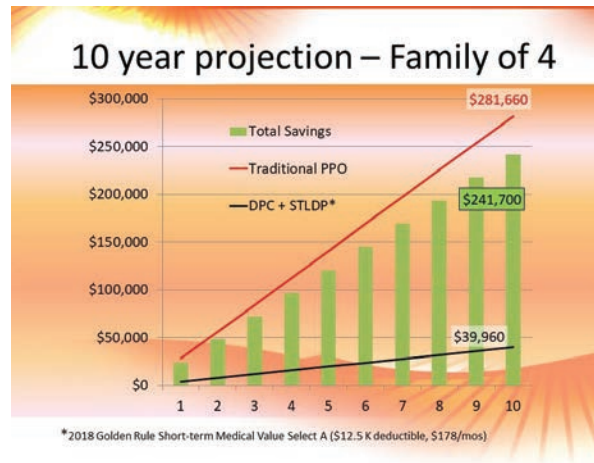 10 year projection – Family of 4
$300,000
$281,660
Total Savings
$250,000
Traditional PPO
$200,000
$241,700
DPC + STLDP*
$150,000
$100,000
$50,000
$39,960
$0
1 2 3 4 5 6 7 8 9 10
*2018 Golden Rule Short-term Medical Value Select A ($12.5 K deductible, $178/mos)